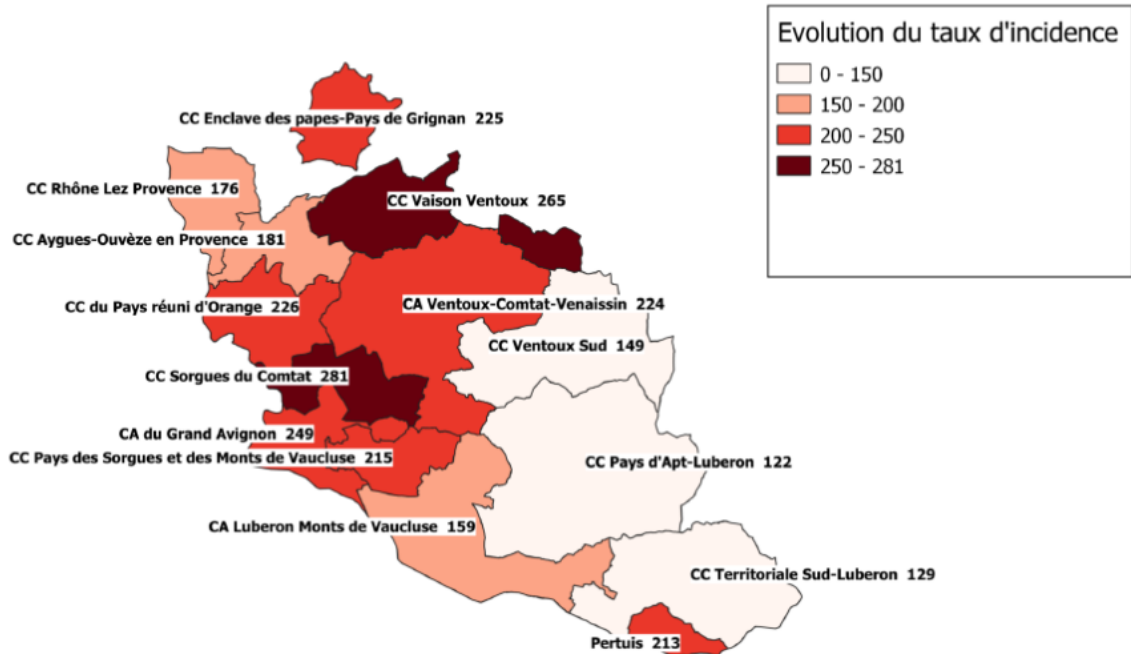 Evolution du taux d'incidence
0 - 150
150 - 200
200 - 250
250 - 281
CC Enclave des papes-Pays de Grignan 225
CC Rhône Lez Provence 176
CC Vaison Ventoux 265
CC Aygues-Ouvèze en Provence 181
CC du Pays réuni d'Orange 226
CA Ventoux-Comtat-Venaissin 224
CC Ventoux Sud 149
CC Sorgues du Comtat 281
CA du Grand Avignon 249
CC Pays des Sorgues et des Monts de Vaucluse 215
CC Pays d'Apt-Luberon 122
CA Luberon Monts de Vaucluse 159
CC Territoriale Sud-Luberon 129
Pertuis 213